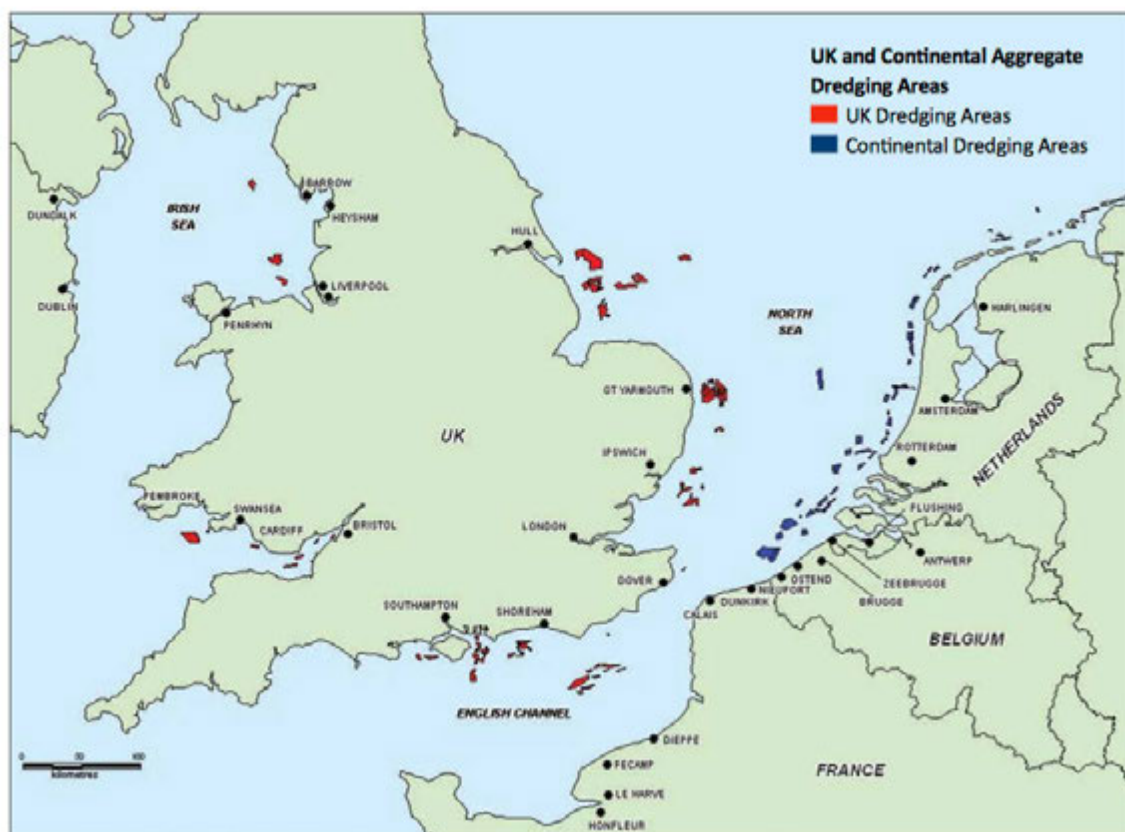 UK and Continental Aggregate
Dredging Areas
UK Dredging Areas
Continental Dredging Areas
BARROW
HEYSHAM
DUNDALK
IRISH
SEA
HULL
DUBLIN
LIVERPOOL
PENRHYN
NORTH
SEA
HARLINGEN
GT YARMOUTH
AMSTERDAM
UK
NETHERLANDS
ROTTERDAM
IPSWICH
PEMBROKE
SWANSEA
CARDIFF
BRISTOL
LONDON
FLUSHING
ANTWERP
ZEEBRUGGE
DOVER
OSTEND
NIEUPORT
BRUGGE
DUNKIRK
CALAIS
SOUTHAMPTON
SHOREHAM
BELGIUM
ENGLISH CHANNEL
DIEPPE
FECAMP
FRANCE
LE HARVE
HONFLEUR
0 50 100
kilometres